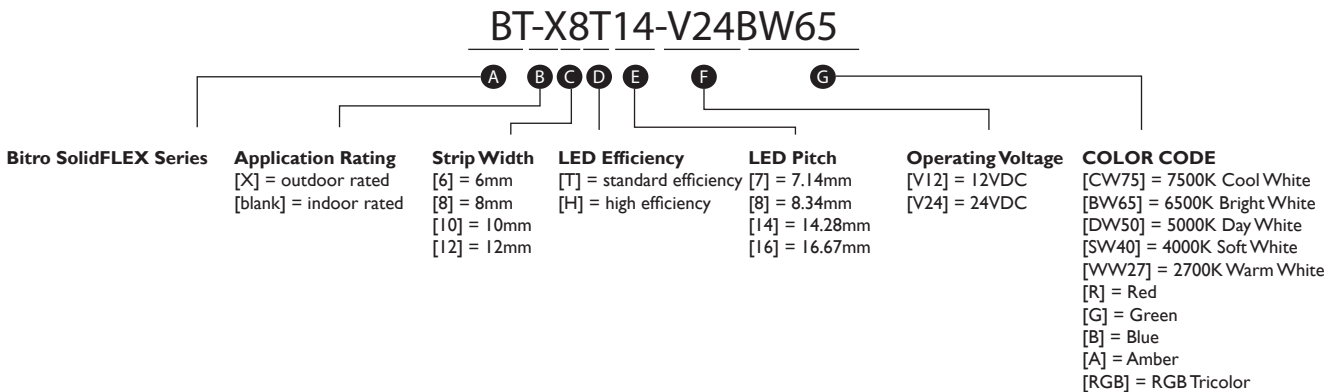 BT-X8T14-V24BW65
A B C D E F G
Bitro SolidFLEX Series
Application Rating
[X] = outdoor rated
[blank] = indoor rated
Strip Width
[6] = 6mm
[8] = 8mm
[10] = 10mm
[12] = 12mm
LED Efficiency
[T] = standard efficiency
[H] = high efficiency
LED Pitch
[7] = 7.14mm
[8] = 8.34mm
[14] = 14.28mm
[16] = 16.67mm
Operating Voltage
[V12] = 12VDC
[V24] = 24VDC
COLOR CODE
[CW75] = 7500K Cool White
[BW65] = 6500K Bright White
[DW50] = 5000K Day White
[SW40] = 4000K Soft White
[WW27] = 2700K Warm White
[R] = Red
[G] = Green
[B] = Blue
[A] = Amber
[RGB] = RGB Tricolor